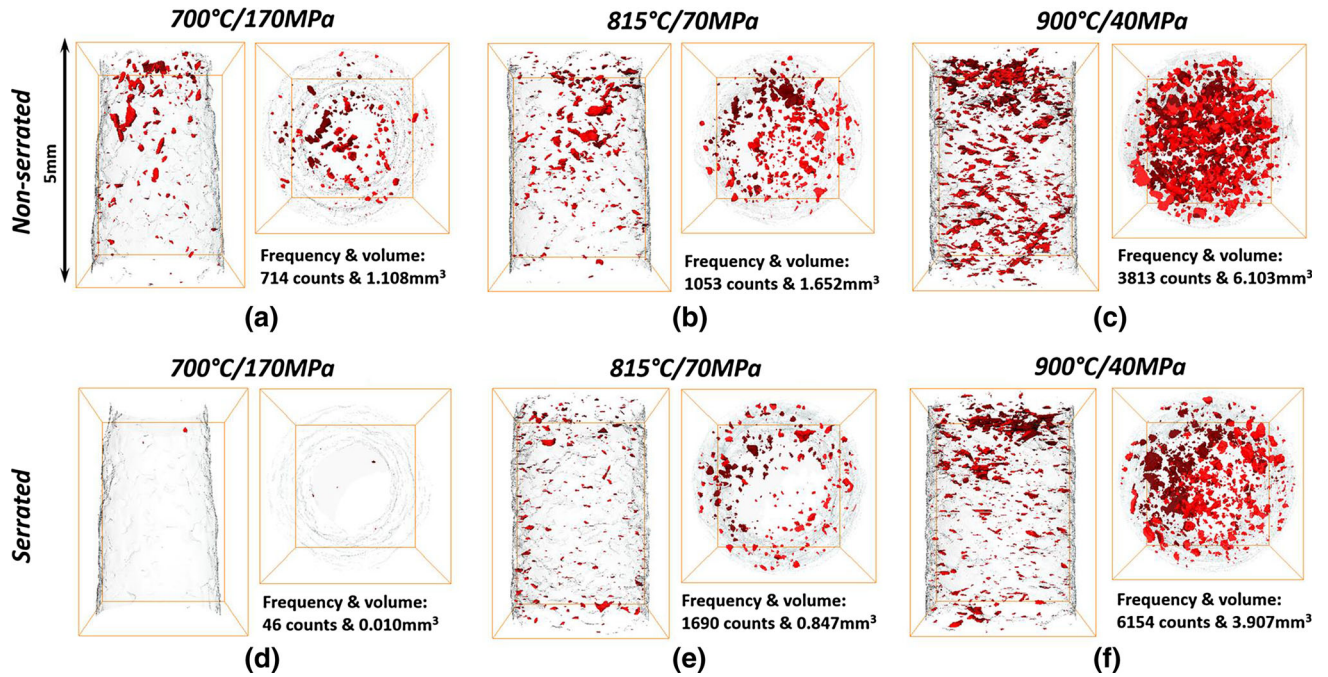 700°C/170MPa
815°C/70MPa
900°C/40MPa
Non-serrated
5mm
Frequency & volume:
714 counts & 1.108mm³
Frequency & volume:
1053 counts & 1.652mm³
Frequency & volume:
3813 counts & 6.103mm³
(a)
(b)
(c)
700°C/170MPa
815°C/70MPa
900°C/40MPa
Serrated
Frequency & volume:
46 counts & 0.010mm³
Frequency & volume:
1690 counts & 0.847mm³
Frequency & volume:
6154 counts & 3.907mm³
(d)
(e)
(f)